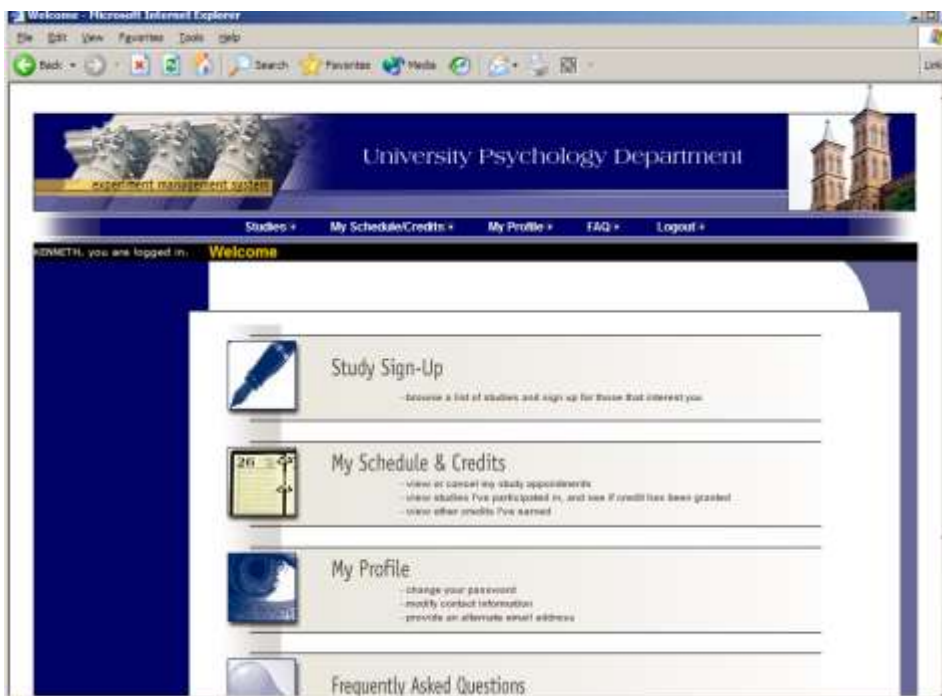 Welcome - Microsoft Internet Explorer
File Edit View Favorites Tools Help
Back Search Favorites Media
Links
University Psychology Department
experiment management system
Studies My Schedule/Credits My Profile FAQ Logout
KENNETH, you are logged in. Welcome
Study Sign-Up
- browse a list of studies and sign up for those that interest you
26
My Schedule & Credits
- view or cancel my study appointments
- view studies I've participated in, and see if credit has been granted
- view other credits I've earned
My Profile
- change your password
- modify contact information
- provide an alternate email address
Frequently Asked Questions